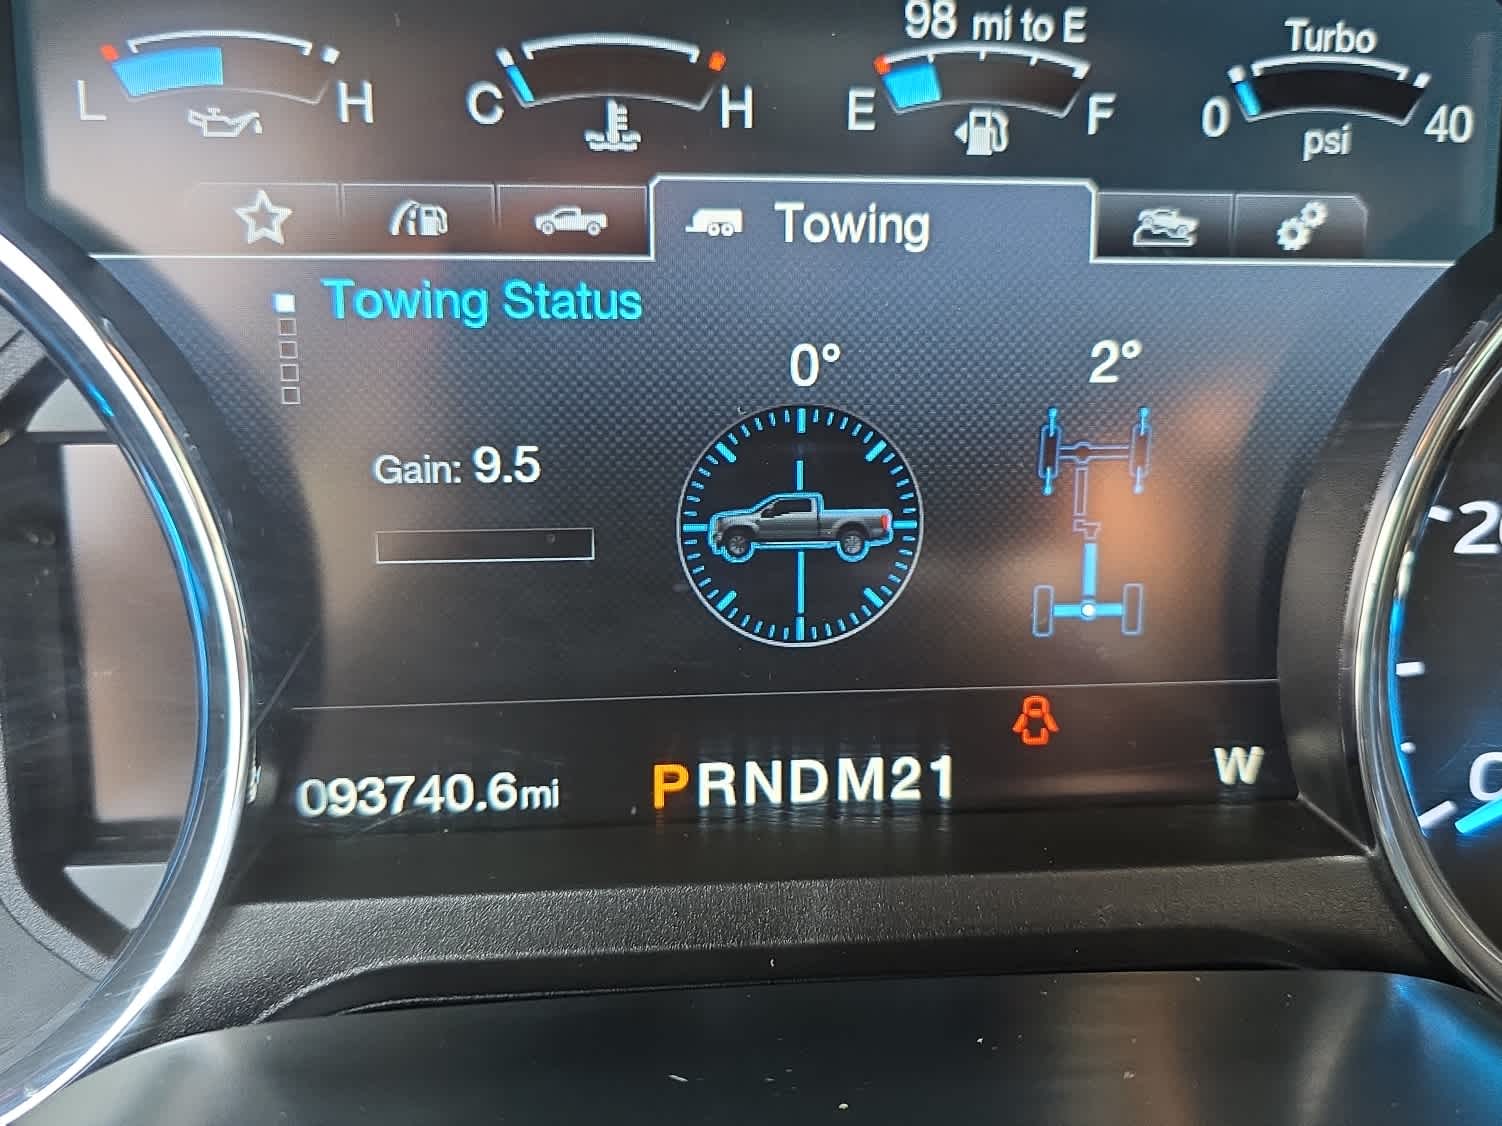 98 mi to E
Turbo
L H
C H
E F
0 40
psi
Towing
Towing Status
0°
2°
Gain: 9.5
093740.6mi
PRNDM21
W